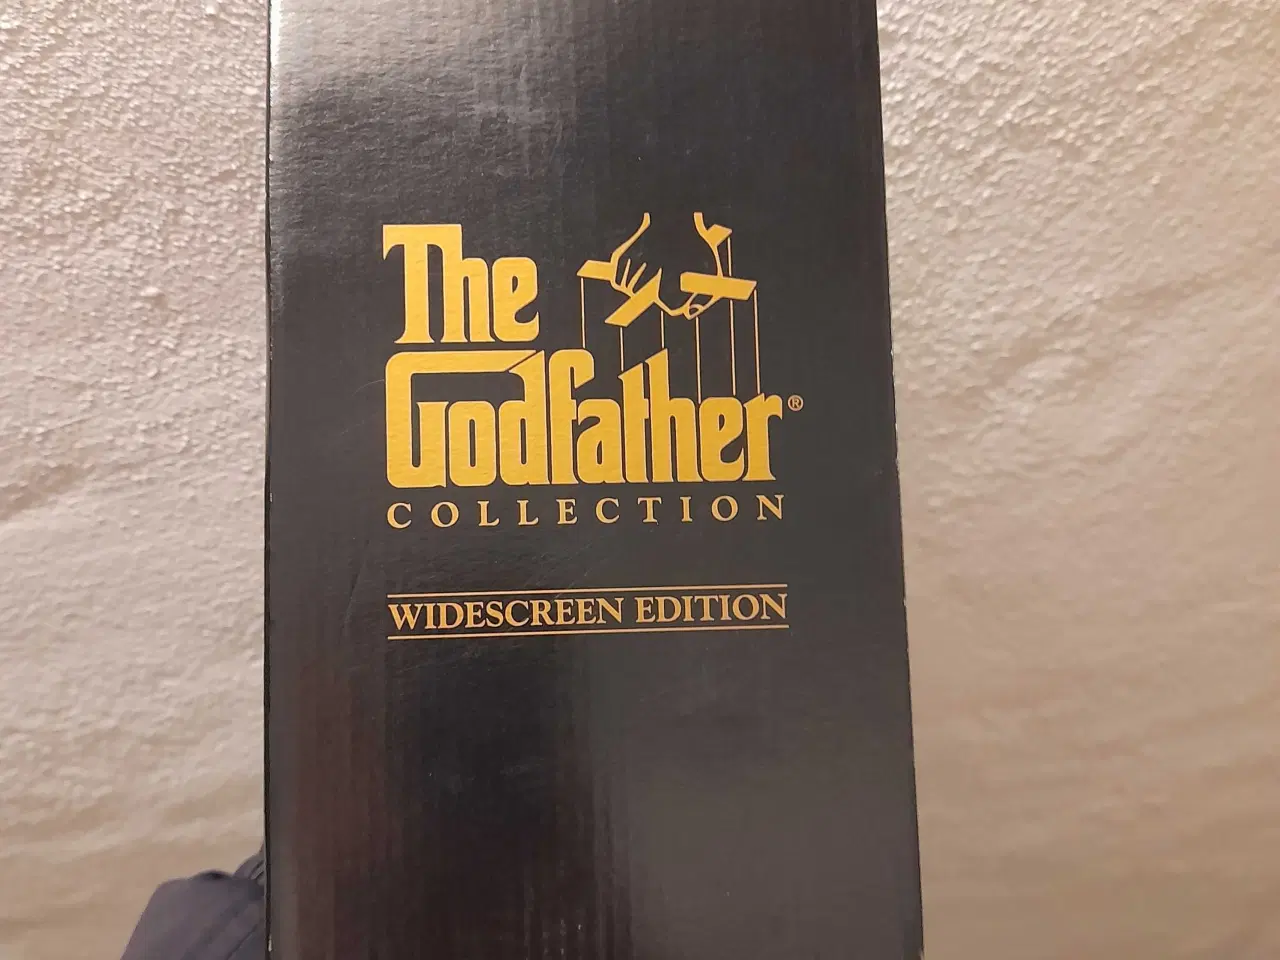 The
Godfather®
COLLECTION
WIDESCREEN EDITION